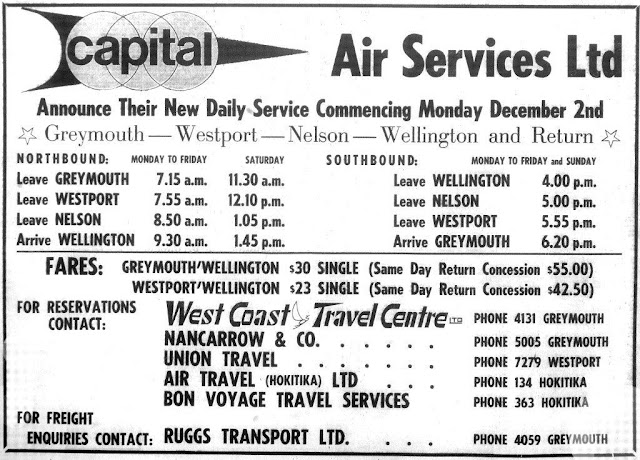 capital Air Services Ltd
Announce Their New Daily Service Commencing Monday December 2nd
☆ Greymouth — Westport — Nelson — Wellington and Return ☆
NORTHBOUND: MONDAY TO FRIDAY SATURDAY
Leave GREYMOUTH 7.15 a.m. 11.30 a.m.
Leave WESTPORT 7.55 a.m. 12.10 p.m.
Leave NELSON 8.50 a.m. 1.05 p.m.
Arrive WELLINGTON 9.30 a.m. 1.45 p.m.
SOUTHBOUND: MONDAY TO FRIDAY and SUNDAY
Leave WELLINGTON 4.00 p.m.
Leave NELSON 5.00 p.m.
Leave WESTPORT 5.55 p.m.
Arrive GREYMOUTH 6.20 p.m.
FARES: GREYMOUTH/WELLINGTON $30 SINGLE (Same Day Return Concession $55.00)
WESTPORT/WELLINGTON $23 SINGLE (Same Day Return Concession $42.50)
FOR RESERVATIONS
CONTACT:
West Coast Travel Centre LTD PHONE 4131 GREYMOUTH
NANCARROW & CO. . . . . . PHONE 5005 GREYMOUTH
UNION TRAVEL . . . . . . PHONE 7279 WESTPORT
AIR TRAVEL (HOKITIKA) LTD . . . PHONE 134 HOKITIKA
BON VOYAGE TRAVEL SERVICES PHONE 363 HOKITIKA
FOR FREIGHT
ENQUIRIES CONTACT: RUGGS TRANSPORT LTD. . . . PHONE 4059 GREYMOUTH